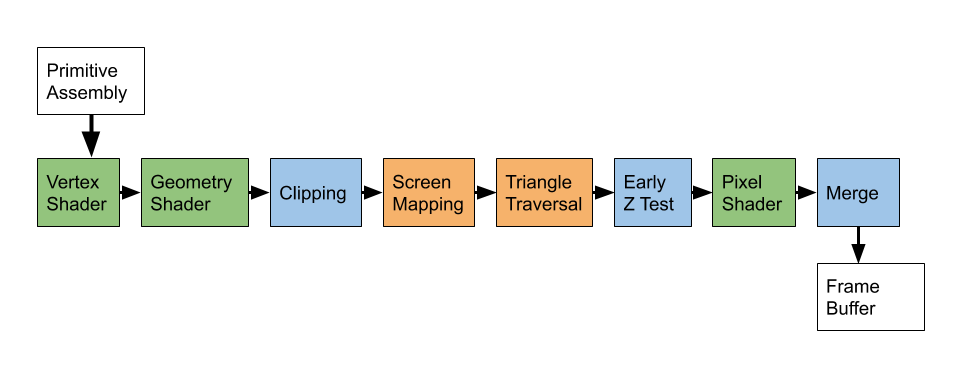 Primitive
Assembly
Vertex
Shader
Geometry
Shader
Clipping
Screen
Mapping
Triangle
Traversal
Early
Z Test
Pixel
Shader
Merge
Frame
Buffer